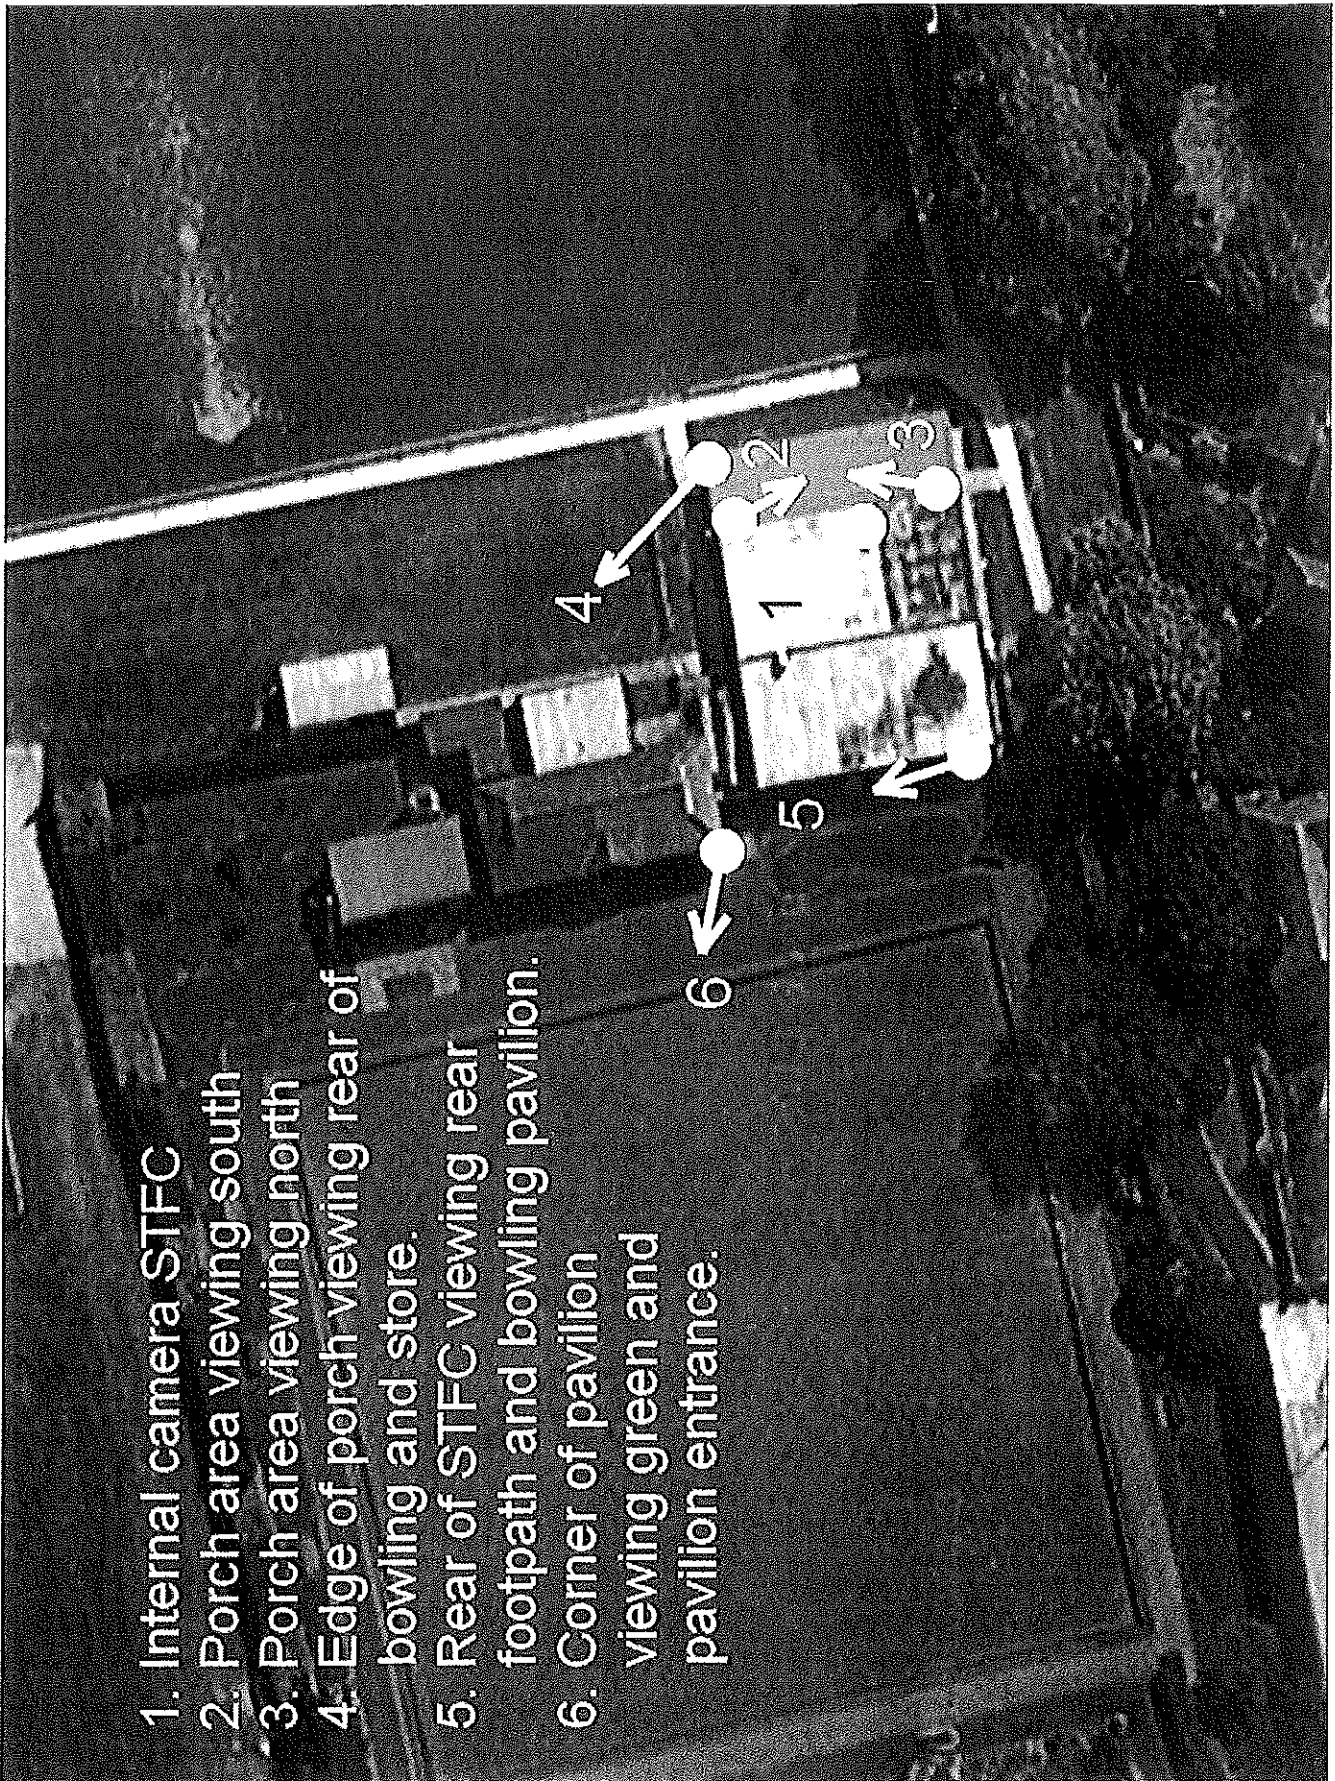 1. Internal camera STFC
2. Porch area viewing south
3. Porch area viewing north
4. Edge of porch viewing rear of
bowling and store.
5. Rear of STFC viewing rear
footpath and bowling pavilion.
6. Corner of pavilion
viewing green and
pavilion entrance.
6
5
4
1
2
3